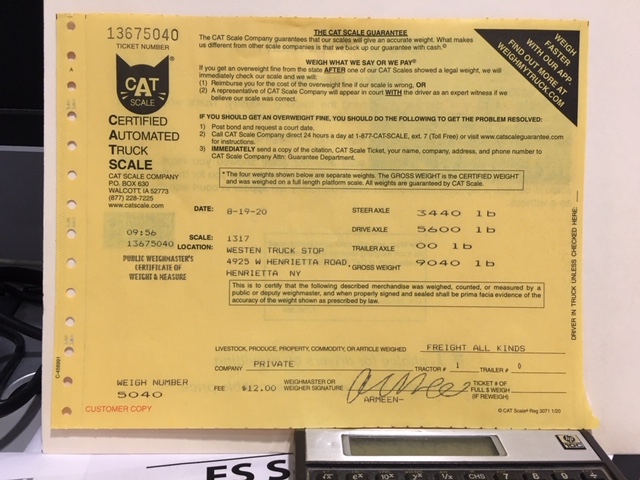 13675040
TICKET NUMBER
THE CAT SCALE GUARANTEE
The CAT Scale Company guarantees that our scales will give an accurate weight. What makes
us different from other scale companies is that we back up our guarantee with cash.
WEIGH WHAT WE SAY OR WE PAY®
If you get an overweight fine from the state AFTER one of our CAT Scales showed a legal weight, we will
immediately check our scale and we will:
(1) Reimburse you for the cost of the overweight fine if our scale is wrong, OR
(2) A representative of CAT Scale Company will appear in court WITH the driver as an expert witness if we
believe our scale was correct.
IF YOU SHOULD GET AN OVERWEIGHT FINE, YOU SHOULD DO THE FOLLOWING TO GET THE PROBLEM RESOLVED:
1) Post bond and request a court date.
2) Call CAT Scale Company direct 24 hours a day at 1-877-CAT-SCALE, ext. 7 (Toll Free) or visit www.catscaleguarantee.com
for instructions.
3) IMMEDIATELY send a copy of the citation, CAT Scale Ticket, your name, company, address, and phone number to
CAT Scale Company Attn: Guarantee Department.
WEIGH
FASTER
WITH OUR APP
FIND OUT MORE AT
WEIGHMYTRUCK.COM
CAT
SCALE
®
CERTIFIED
AUTOMATED
TRUCK
SCALE
CAT SCALE COMPANY
P.O. BOX 630
WALCOTT, IA 52773
(877) 228-7225
www.catscale.com
* The four weights shown below are separate weights. The GROSS WEIGHT is the CERTIFIED WEIGHT
and was weighed on a full length platform scale. All weights are guaranteed by CAT Scale.
DATE: 8-19-20
STEER AXLE 3440 lb
DRIVE AXLE 5600 lb
09:56
13675040
SCALE: 1317
LOCATION: WESTEN TRUCK STOP
TRAILER AXLE 00 lb
4925 W HENRIETTA ROAD
* GROSS WEIGHT 9040 lb
HENRIETTA NY
PUBLIC WEIGHMASTER'S
CERTIFICATE OF
WEIGHT & MEASURE
This is to certify that the following described merchandise was weighed, counted, or measured by a
public or deputy weighmaster, and when properly signed and sealed shall be prima facia evidence of the
accuracy of the weight shown as prescribed by law.
DRIVER IN TRUCK UNLESS CHECKED HERE:
LIVESTOCK, PRODUCE, PROPERTY, COMMODITY, OR ARTICLE WEIGHED FREIGHT ALL KINDS
COMPANY PRIVATE TRACTOR # 1 TRAILER # 0
WEIGH NUMBER
5040
FEE $12.00
WEIGHMASTER OR
WEIGHER SIGNATURE
ARMEEN-
TICKET # OF
FULL $ WEIGH
(IF REWEIGH)
CUSTOMER COPY
© CAT Scale® Reg 3071 1/20
ES S
hp
CHS 7 8 9 ÷